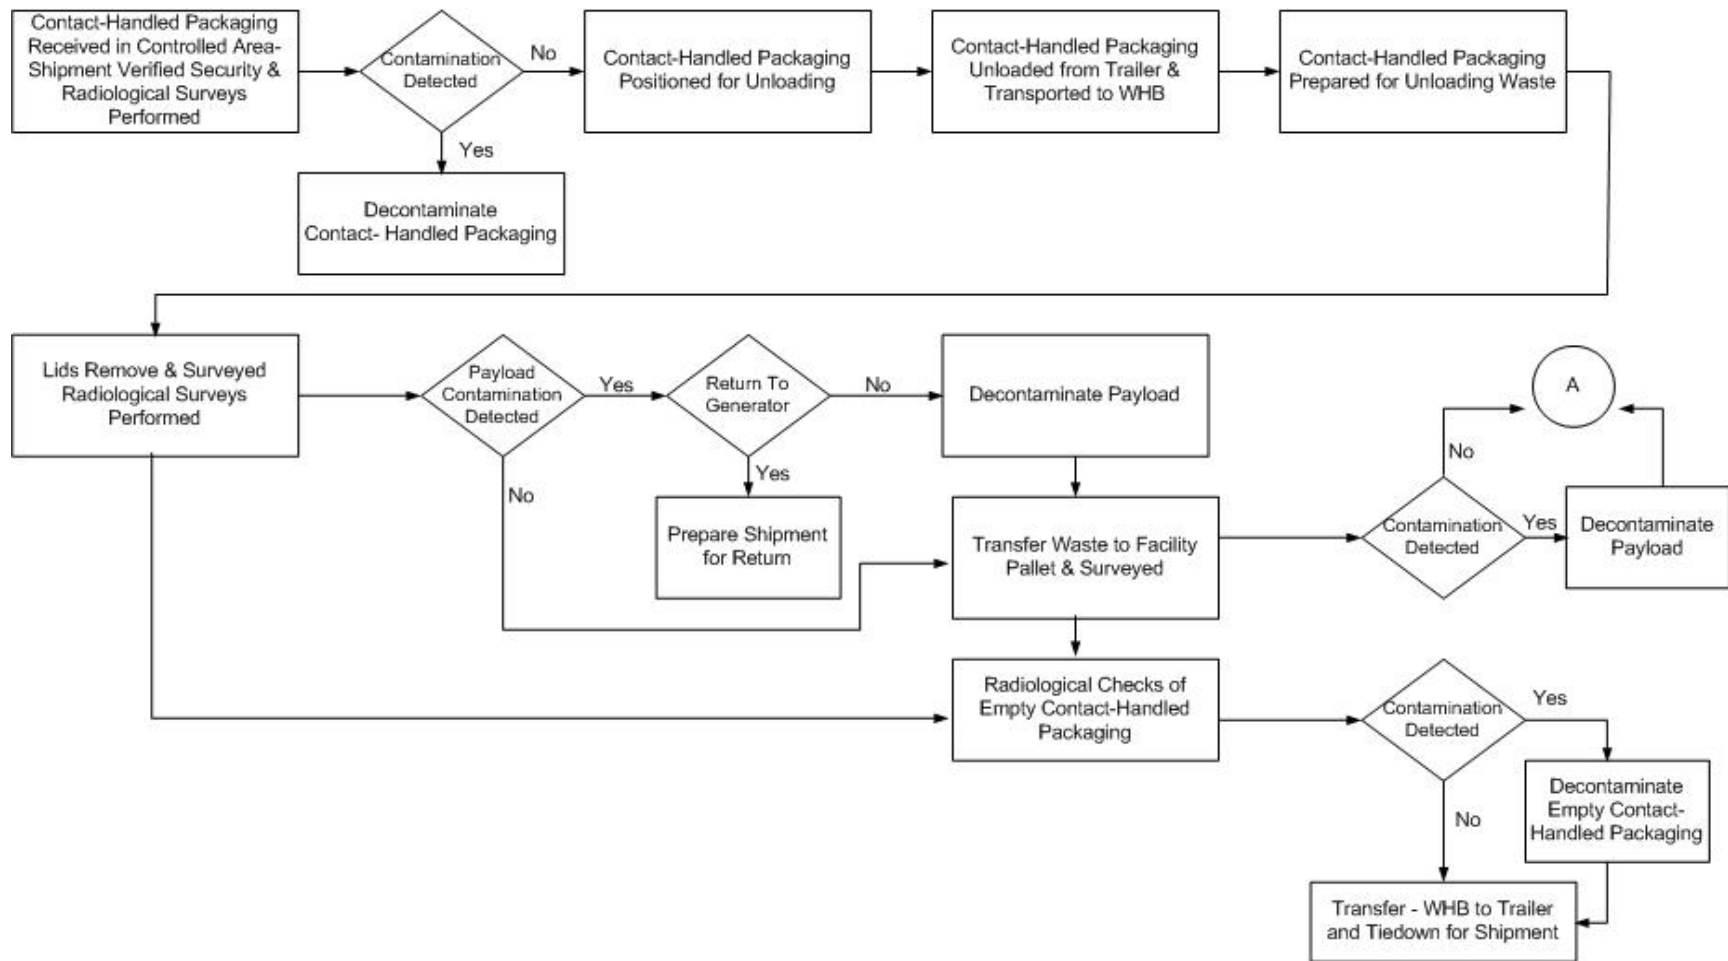 Contact-Handled Packaging
Received in Controlled Area-
Shipment Verified Security &
Radiological Surveys
Performed
Contamination
Detected
No
Yes
Decontaminate
Contact- Handled Packaging
Contact-Handled Packaging
Positioned for Unloading
Contact-Handled Packaging
Unloaded from Trailer &
Transported to WHB
Contact-Handled Packaging
Prepared for Unloading Waste
Lids Remove & Surveyed
Radiological Surveys
Performed
Payload
Contamination
Detected
Yes
No
Return To
Generator
No
Yes
Prepare Shipment
for Return
Decontaminate Payload
Transfer Waste to Facility
Pallet & Surveyed
Contamination
Detected
No
Yes
A
Decontaminate
Payload
Radiological Checks of
Empty Contact-Handled
Packaging
Contamination
Detected
Yes
No
Decontaminate
Empty Contact-
Handled Packaging
Transfer - WHB to Trailer
and Tiedown for Shipment